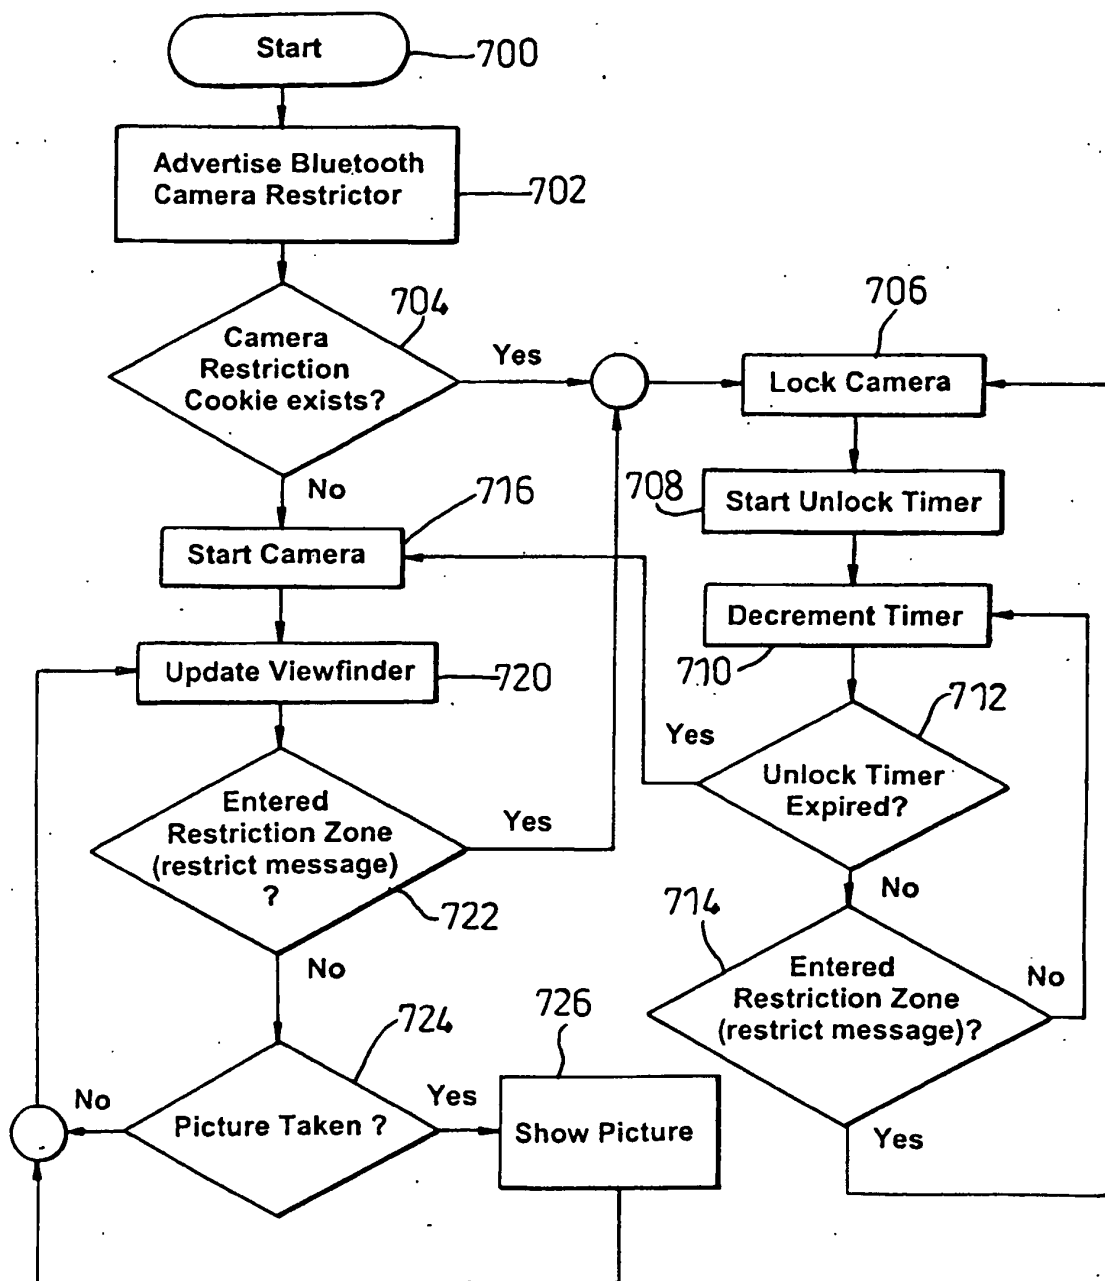 Start
700
Advertise Bluetooth
Camera Restrictor
702
704
Camera
Restriction
Cookie exists?
Yes
706
Lock Camera
No
716
708
Start Unlock Timer
Start Camera
Decrement Timer
710
Update Viewfinder
720
712
Yes
Unlock Timer
Expired?
Entered
Restriction Zone
(restrict message)
?
Yes
722
No
714
No
Entered
Restriction Zone
(restrict message)?
No
724
726
Picture Taken ?
No
Yes
Show Picture
Yes